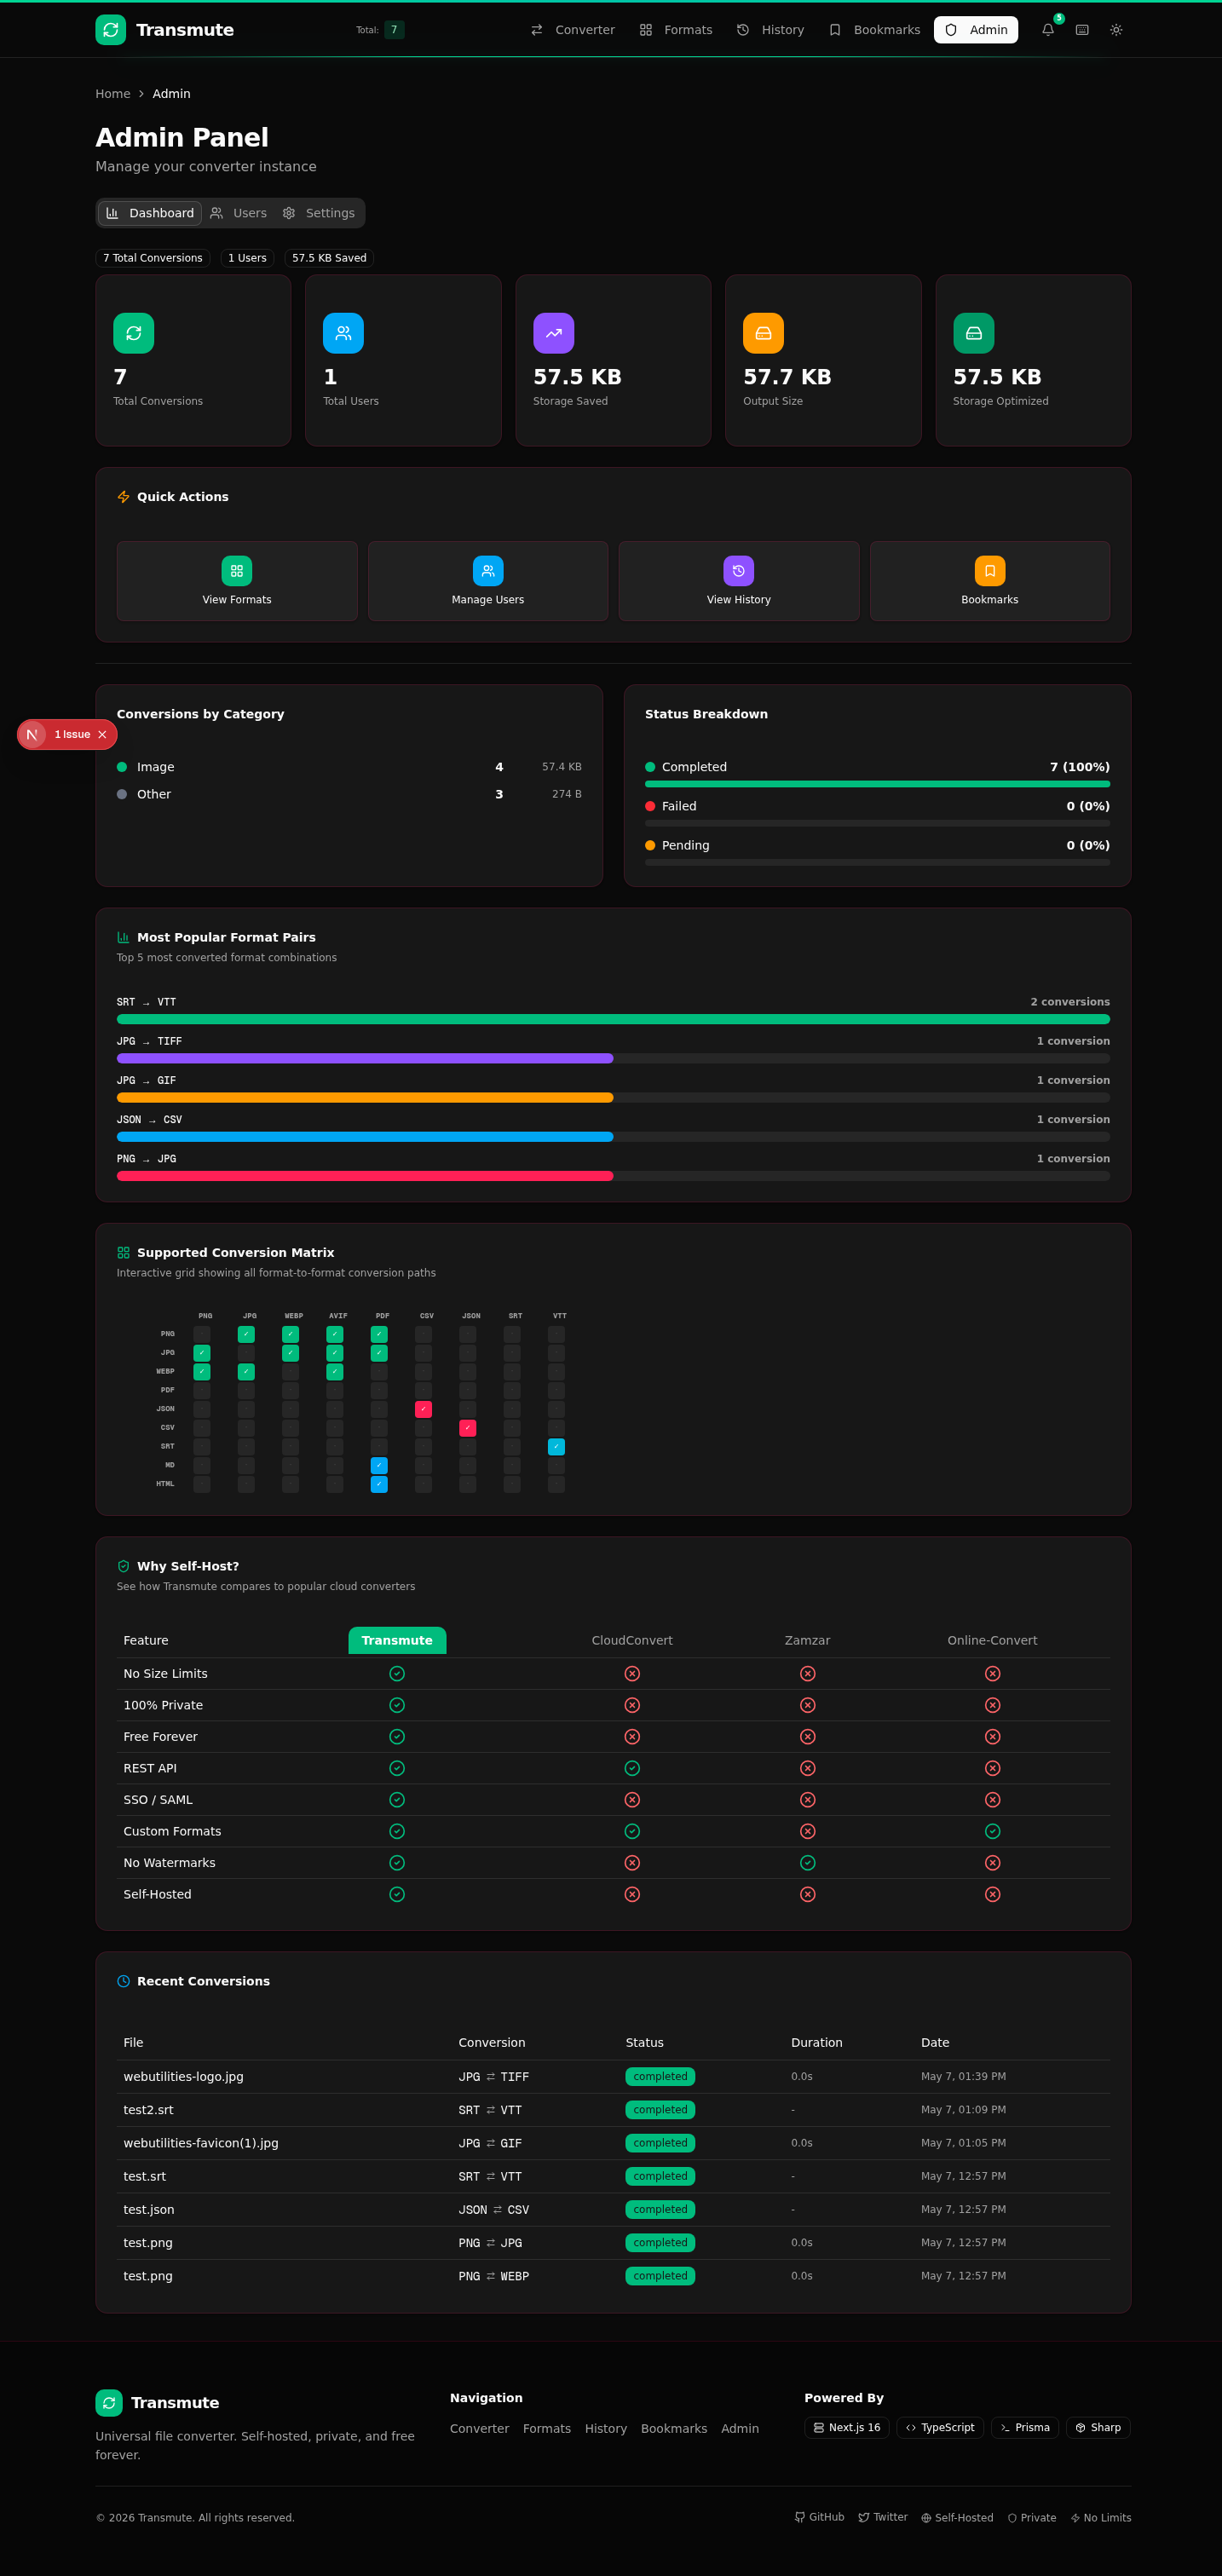 Transmute
Total: 7
Converter
Formats
History
Bookmarks
Admin
5
Home > Admin
Admin Panel
Manage your converter instance
Dashboard
Users
Settings
7 Total Conversions
1 Users
57.5 KB Saved
7
Total Conversions
1
Total Users
57.5 KB
Storage Saved
57.7 KB
Output Size
57.5 KB
Storage Optimized
Quick Actions
View Formats
Manage Users
View History
Bookmarks
N 1 Issue
Conversions by Category
Image 4 57.4 KB
Other 3 274 B
Status Breakdown
Completed 7 (100%)
Failed 0 (0%)
Pending 0 (0%)
Most Popular Format Pairs
Top 5 most converted format combinations
SRT → VTT 2 conversions
JPG → TIFF 1 conversion
JPG → GIF 1 conversion
JSON → CSV 1 conversion
PNG → JPG 1 conversion
Supported Conversion Matrix
Interactive grid showing all format-to-format conversion paths
PNG JPG WEBP AVIF PDF CSV JSON SRT VTT
PNG ✓ ✓ ✓ ✓
JPG ✓ ✓ ✓ ✓
WEBP ✓ ✓ ✓
PDF
JSON ✓
CSV ✓
SRT ✓
MD ✓
HTML ✓
Why Self-Host?
See how Transmute compares to popular cloud converters
Feature Transmute CloudConvert Zamzar Online-Convert
No Size Limits
100% Private
Free Forever
REST API
SSO / SAML
Custom Formats
No Watermarks
Self-Hosted
Recent Conversions
File Conversion Status Duration Date
webutilities-logo.jpg JPG ⇄ TIFF completed 0.0s May 7, 01:39 PM
test2.srt SRT ⇄ VTT completed - May 7, 01:09 PM
webutilities-favicon(1).jpg JPG ⇄ GIF completed 0.0s May 7, 01:05 PM
test.srt SRT ⇄ VTT completed - May 7, 12:57 PM
test.json JSON ⇄ CSV completed - May 7, 12:57 PM
test.png PNG ⇄ JPG completed 0.0s May 7, 12:57 PM
test.png PNG ⇄ WEBP completed 0.0s May 7, 12:57 PM
Transmute
Universal file converter. Self-hosted, private, and free
forever.
Navigation
Converter Formats History Bookmarks Admin
Powered By
Next.js 16
TypeScript
Prisma
Sharp
© 2026 Transmute. All rights reserved.
GitHub
Twitter
Self-Hosted
Private
No Limits